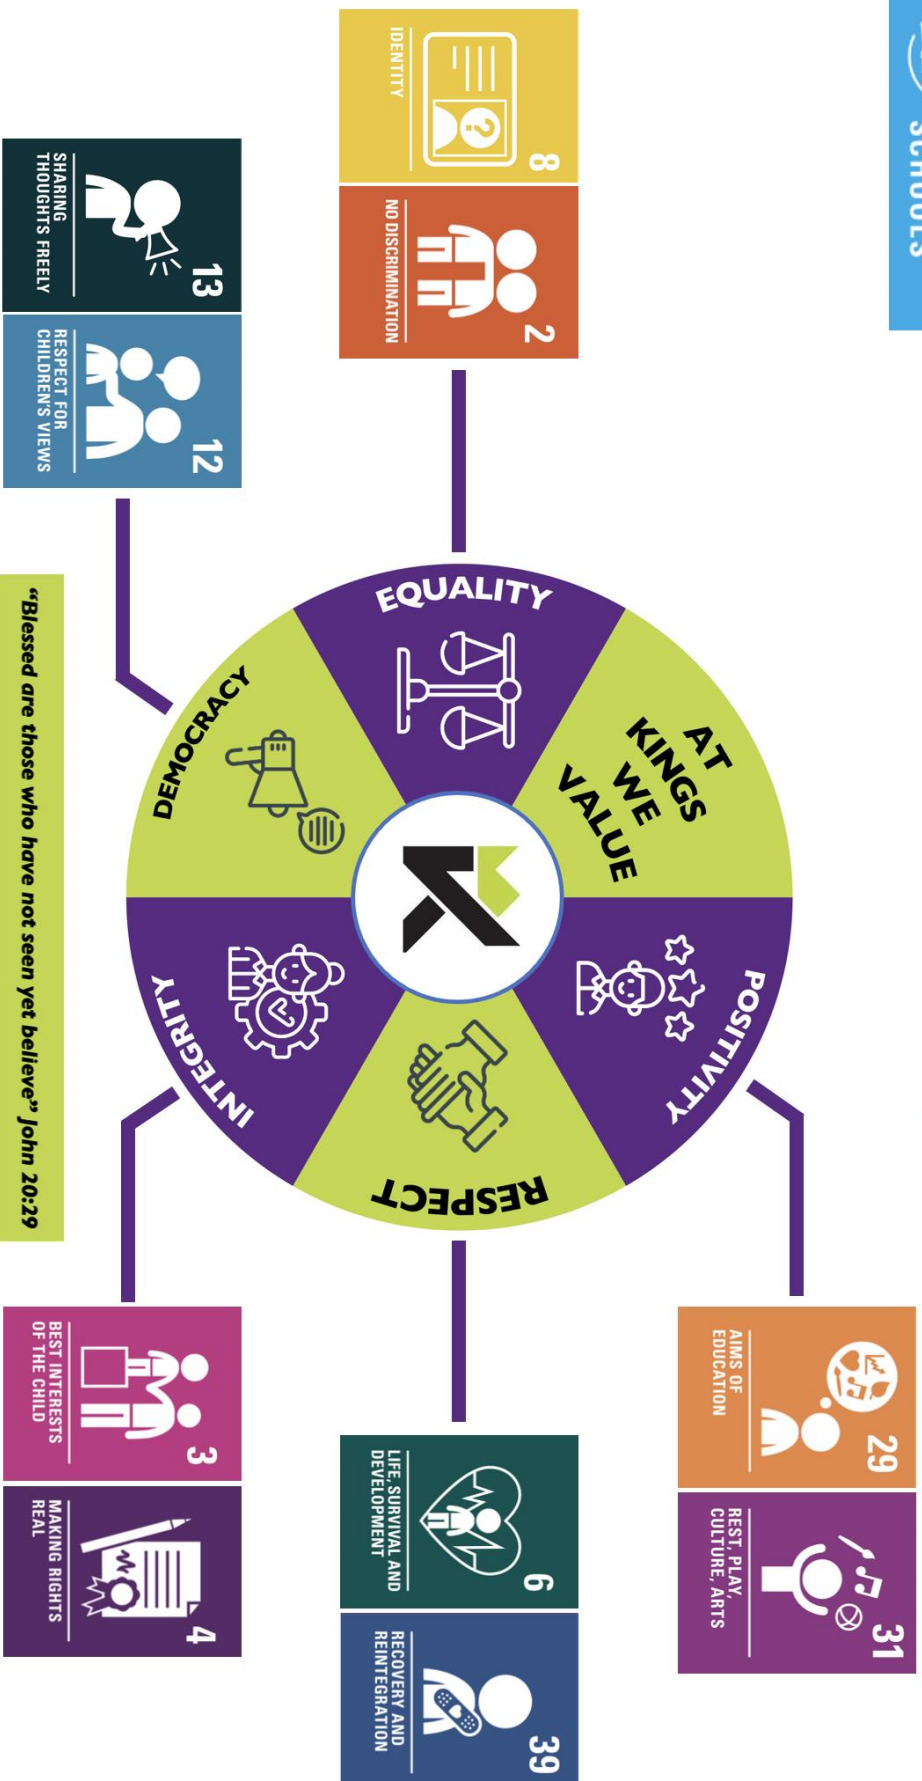 SCHOOLS
AT
KINGS
WE
VALUE
POSITIVITY
RESPECT
INTEGRITY
DEMOCRACY
EQUALITY
29
AIMS OF
EDUCATION
31
REST, PLAY,
CULTURE, ARTS
8
IDENTITY
2
NO DISCRIMINATION
6
LIFE, SURVIVAL AND
DEVELOPMENT
39
RECOVERY AND
REINTEGRATION
13
SHARING
THOUGHTS FREELY
12
RESPECT FOR
CHILDREN'S VIEWS
3
BEST INTERESTS
OF THE CHILD
4
MAKING RIGHTS
REAL
“Blessed are those who have not seen yet believe” John 20:29